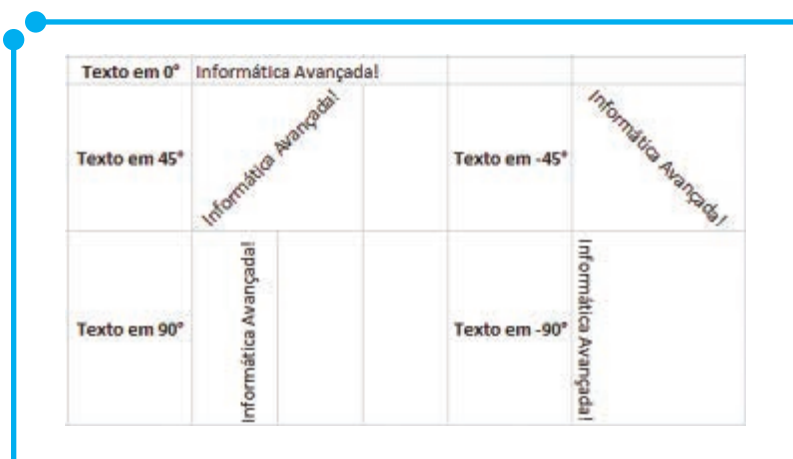 Texto em 0° Informática Avançada!
Texto em 45° Informática Avançada! Texto em -45° Informática Avançada!
Texto em 90° Informática Avançada! Texto em -90° Informática Avançada!